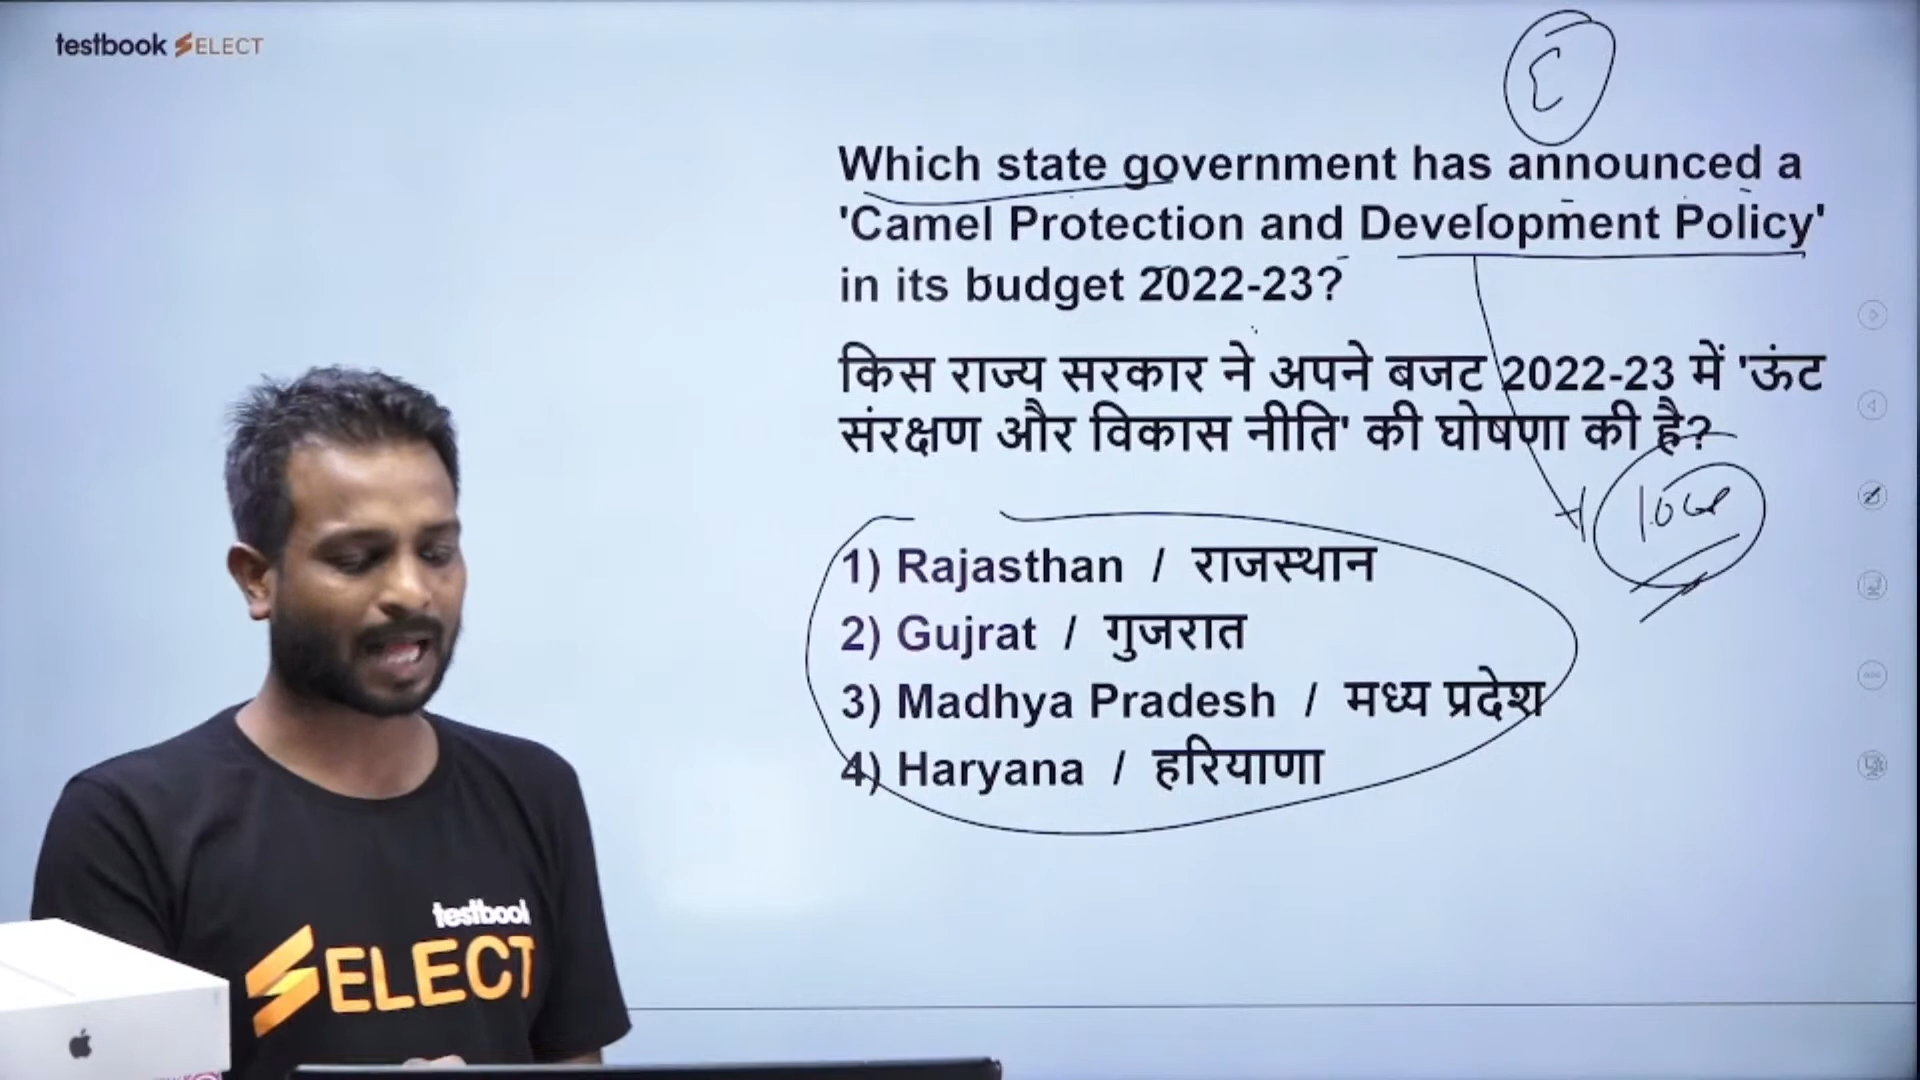 testbook SELECT
Which state government has announced a
'Camel Protection and Development Policy'
in its budget 2022-23?
किस राज्य सरकार ने अपने बजट 2022-23 में 'ऊंट
संरक्षण और विकास नीति' की घोषणा की है?
1) Rajasthan / राजस्थान
2) Gujrat / गुजरात
3) Madhya Pradesh / मध्य प्रदेश
4) Haryana / हरियाणा
testbook
SELECT